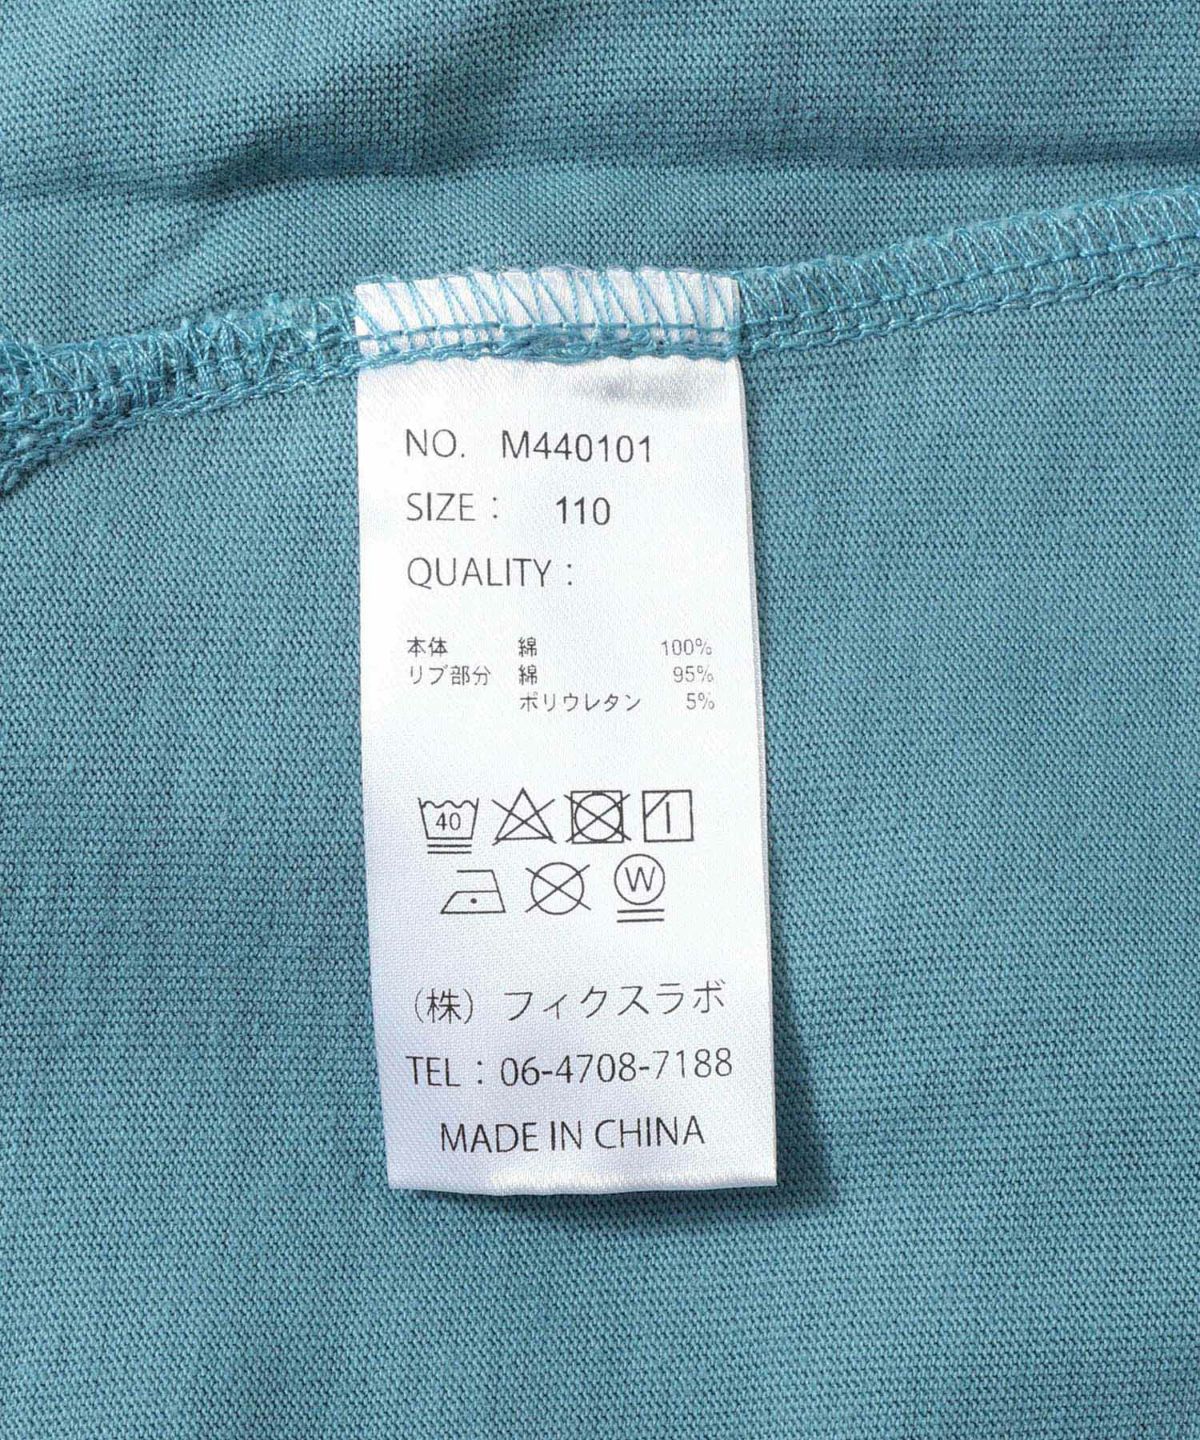 NO. M440101
SIZE： 110
QUALITY：
本体 綿 100%
リブ部分 綿 95%
ポリウレタン 5%
40
W
（株）フィクスラボ
TEL：06-4708-7188
MADE IN CHINA